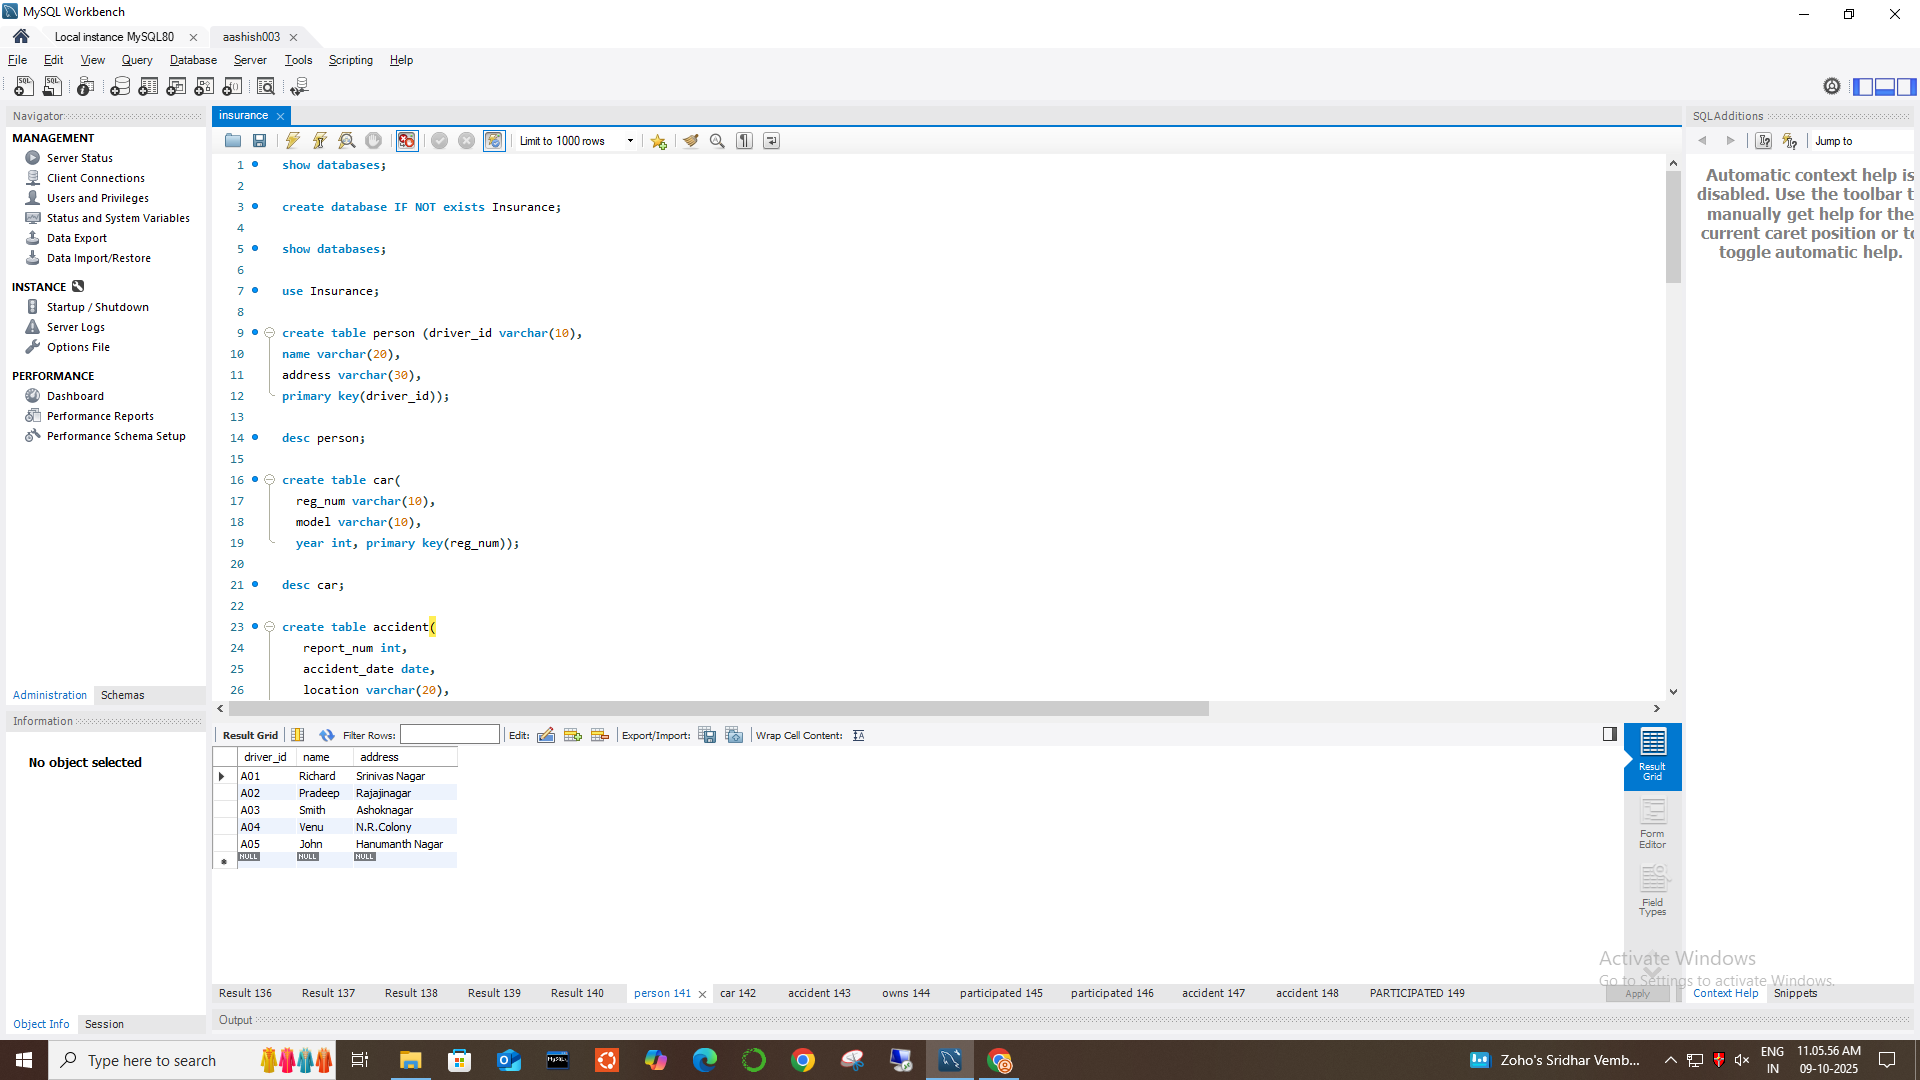 MySQL Workbench
Local instance MySQL80
aashish003
File Edit View Query Database Server Tools Scripting Help
Navigator
MANAGEMENT
Server Status
Client Connections
Users and Privileges
Status and System Variables
Data Export
Data Import/Restore
INSTANCE
Startup / Shutdown
Server Logs
Options File
PERFORMANCE
Dashboard
Performance Reports
Performance Schema Setup
Administration Schemas
Information
No object selected
Object Info Session
insurance
Limit to 1000 rows
1 show databases;
2
3 create database IF NOT exists Insurance;
4
5 show databases;
6
7 use Insurance;
8
9 create table person (driver_id varchar(10),
10 name varchar(20),
11 address varchar(30),
12 primary key(driver_id));
13
14 desc person;
15
16 create table car(
17 reg_num varchar(10),
18 model varchar(10),
19 year int, primary key(reg_num));
20
21 desc car;
22
23 create table accident(
24 report_num int,
25 accident_date date,
26 location varchar(20),
Result Grid Filter Rows: Edit: Export/Import: Wrap Cell Content:
driver_id name address
A01 Richard Srinivas Nagar
A02 Pradeep Rajajinagar
A03 Smith Ashoknagar
A04 Venu N.R.Colony
A05 John Hanumanth Nagar
NULL NULL NULL
Result Grid
Form Editor
Field Types
Result 136 Result 137 Result 138 Result 139 Result 140 person 141 car 142 accident 143 owns 144 participated 145 participated 146 accident 147 accident 148 PARTICIPATED 149
Apply
Output
SQLAdditions
Jump to
Automatic context help is
disabled. Use the toolbar t
manually get help for the
current caret position or to
toggle automatic help.
Context Help Snippets
Activate Windows
Go to Settings to activate Windows.
Type here to search
Zoho's Sridhar Vemb...
ENG
IN
11.05.56 AM
09-10-2025